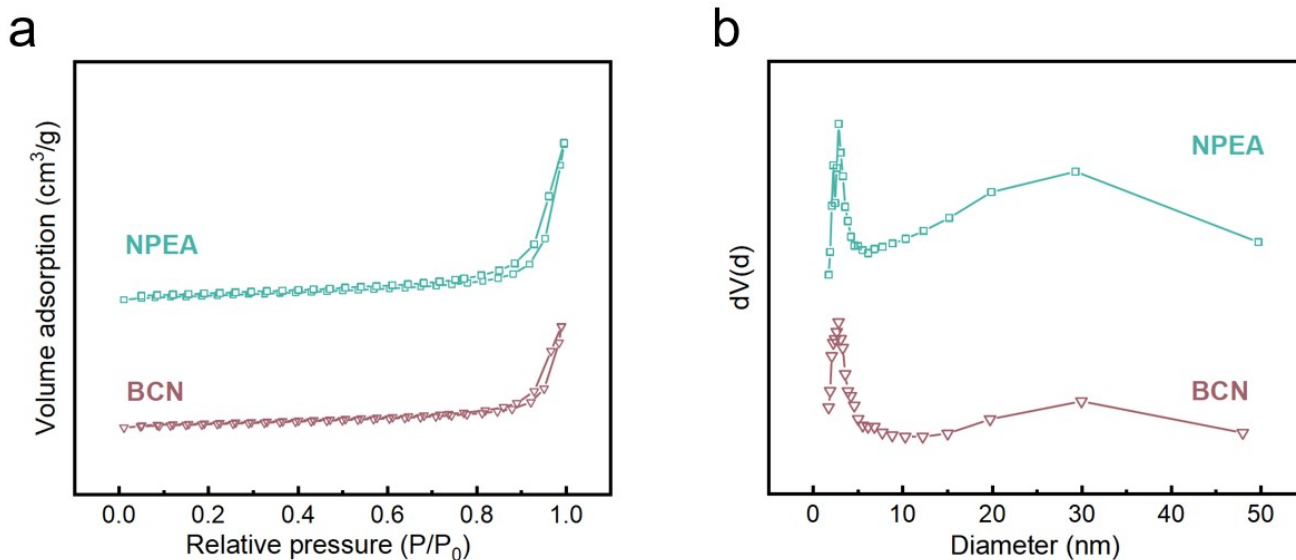 a
Volume adsorption (cm³/g)
NPEA
BCN
0.0 0.2 0.4 0.6 0.8 1.0
Relative pressure (P/P₀)
b
dV(d)
NPEA
BCN
0 10 20 30 40 50
Diameter (nm)